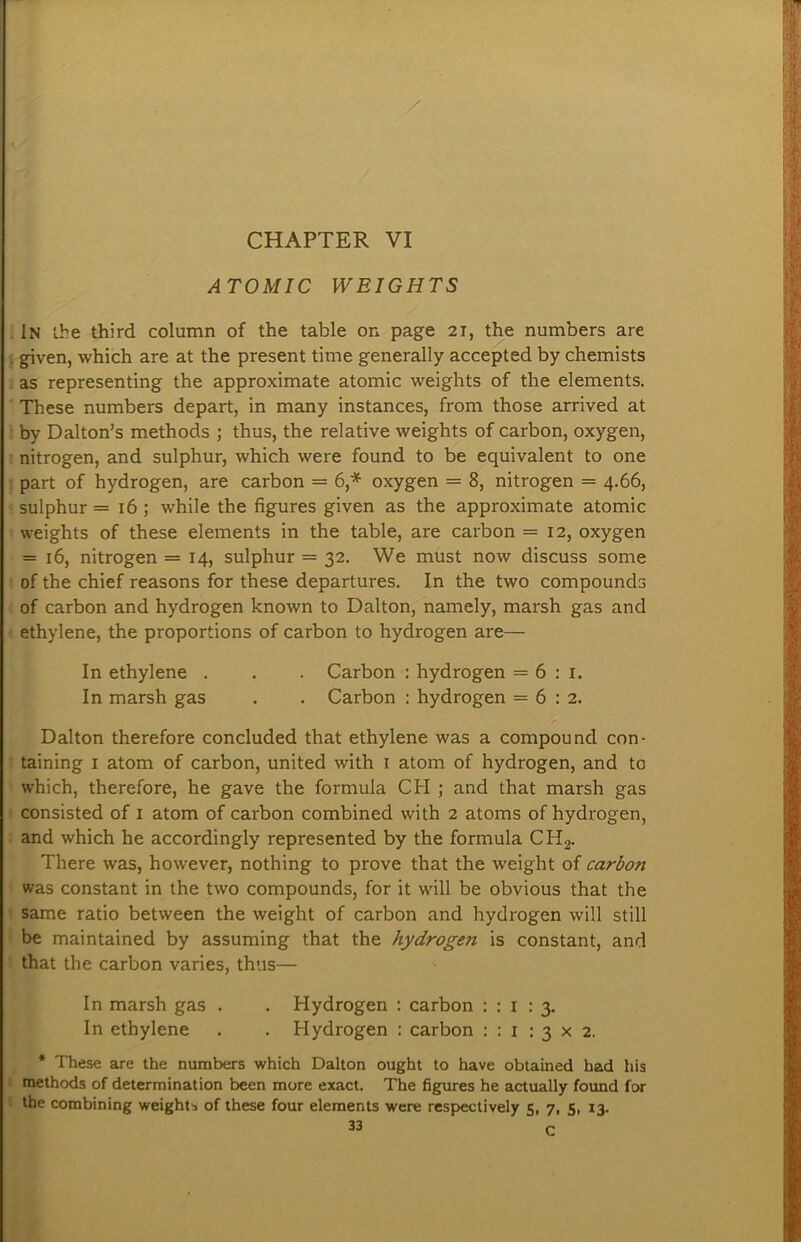 CHAPTER VI
ATOMIC WEIGHTS
IN the third column of the table on page 21, the numbers are
given, which are at the present time generally accepted by chemists
as representing the approximate atomic weights of the elements.
These numbers depart, in many instances, from those arrived at
by Dalton’s methods ; thus, the relative weights of carbon, oxygen,
nitrogen, and sulphur, which were found to be equivalent to one
part of hydrogen, are carbon = 6,* oxygen = 8, nitrogen = 4.66,
sulphur = 16 ; while the figures given as the approximate atomic
weights of these elements in the table, are carbon = 12, oxygen
= 16, nitrogen = 14, sulphur = 32. We must now discuss some
of the chief reasons for these departures. In the two compounds
of carbon and hydrogen known to Dalton, namely, marsh gas and
ethylene, the proportions of carbon to hydrogen are—
In ethylene . . . Carbon : hydrogen = 6 : 1.
In marsh gas . . Carbon : hydrogen = 6 : 2.
Dalton therefore concluded that ethylene was a compound con-
taining 1 atom of carbon, united with 1 atom of hydrogen, and to
which, therefore, he gave the formula CH ; and that marsh gas
consisted of 1 atom of carbon combined with 2 atoms of hydrogen,
and which he accordingly represented by the formula CH₂.
There was, however, nothing to prove that the weight of carbon
was constant in the two compounds, for it will be obvious that the
same ratio between the weight of carbon and hydrogen will still
be maintained by assuming that the hydrogen is constant, and
that the carbon varies, thus—
In marsh gas . . Hydrogen : carbon : : 1 : 3.
In ethylene . . Hydrogen : carbon : : 1 : 3 x 2.
* These are the numbers which Dalton ought to have obtained had his
methods of determination been more exact. The figures he actually found for
the combining weights of these four elements were respectively 5, 7, 5, 13.
33 C